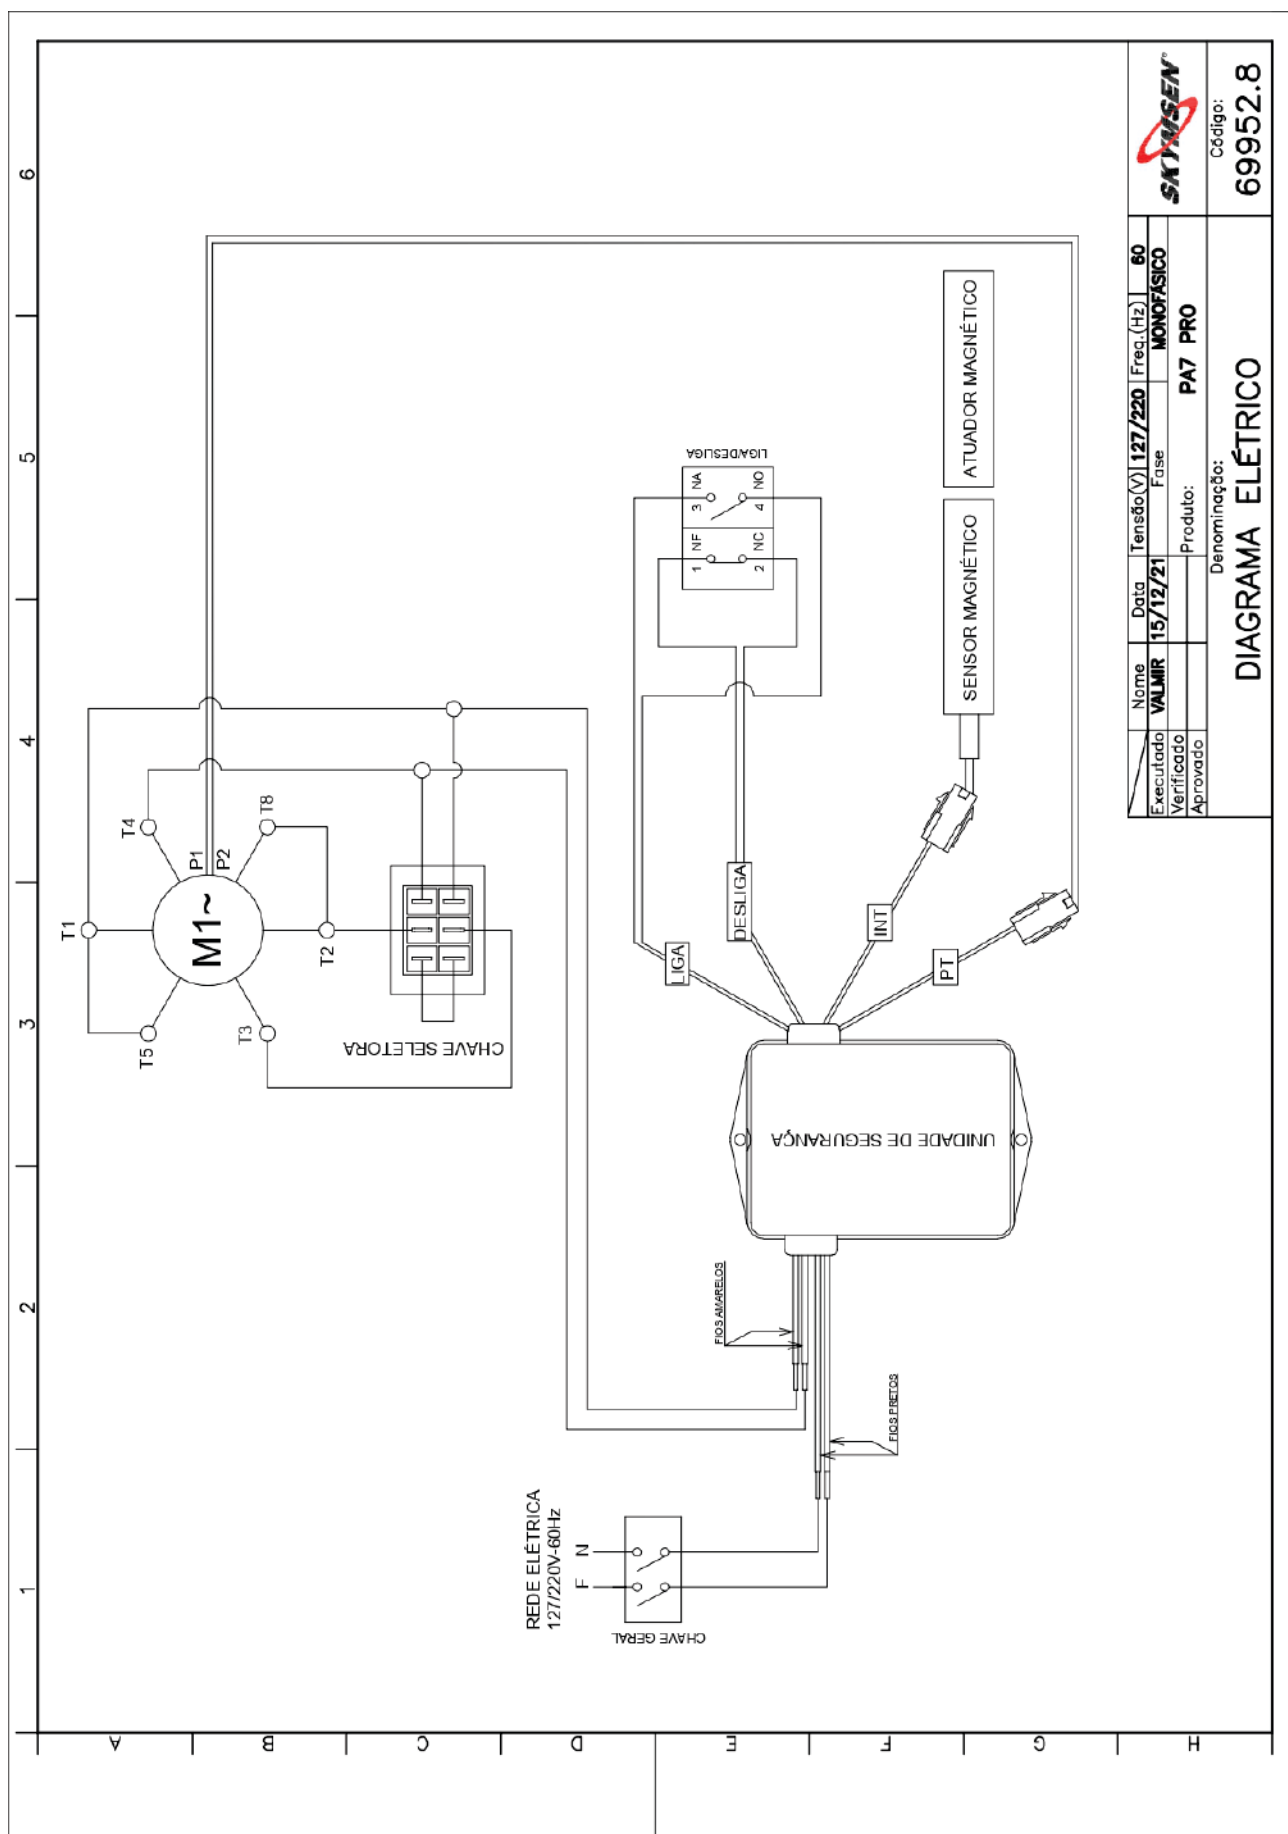 1
2
3
4
5
6
A
B
C
D
E
F
G
H
T1
T4
T5
M1~
P1
P2
T8
T2
T3
CHAVE SELETORA
REDE ELÉTRICA
127/220V-60Hz
F
N
CHAVE GERAL
FIOS AMARELOS
FIOS PRETOS
UNIDADE DE SEGURANÇA
LIGA
DESLIGA
INT
PT
1 NF
3 NA
2 NC
4 NO
LIGA/DESLIGA
SENSOR MAGNÉTICO
ATUADOR MAGNÉTICO
Nome Data Tensão(V) 127/220 Freq.(Hz) 60
Executado VALMIR 15/12/21 Fase MONOFÁSICO
Verificado
Aprovado
Produto: PA7 PRO
SKYMSEN
Denominação:
DIAGRAMA ELÉTRICO
Código:
69952.8